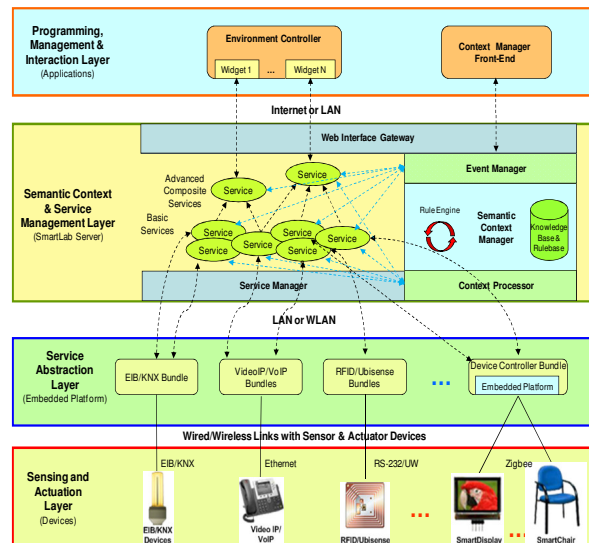 Programming,
Management &
Interaction Layer
(Applications)
Environment Controller
Widget 1 ... Widget N
Context Manager
Front-End
Internet or LAN
Web Interface Gateway
Semantic Context
& Service
Management Layer
(SmartLab Server)
Advanced
Composite
Services
Basic
Services
Service
Service
Service
Service
Service
Service
Service
Service
Event Manager
Rule Engine
Semantic
Context
Manager
Knowledge
Base &
Rulebase
Service Manager
Context Processor
LAN or WLAN
Service
Abstraction
Layer
(Embedded Platform)
EIB/KNX Bundle
VideoIP/VoIP
Bundles
RFID/Ubisense
Bundles
...
Device Controller Bundle
Embedded Platform
Wired/Wireless Links with Sensor & Actuator Devices
Sensing and
Actuation
Layer
(Devices)
EIB/KNX
Ethernet
RS-232/UW
Zigbee
EIB/KNX
Devices
Video IP/
VoIP
RFID/Ubisense
...
SmartDisplay
...
SmartChair